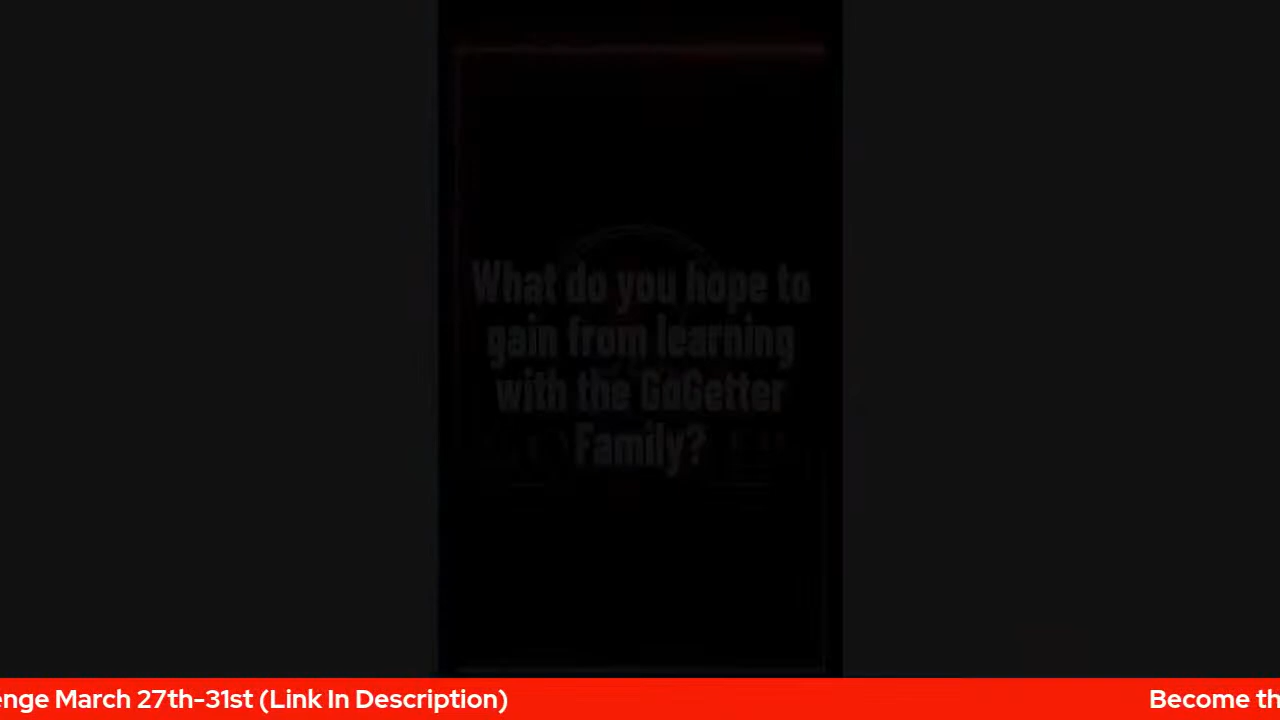 What do you hope to
gain from learning
with the GoGetter
Family?
enge March 27th-31st (Link In Description)
Become th